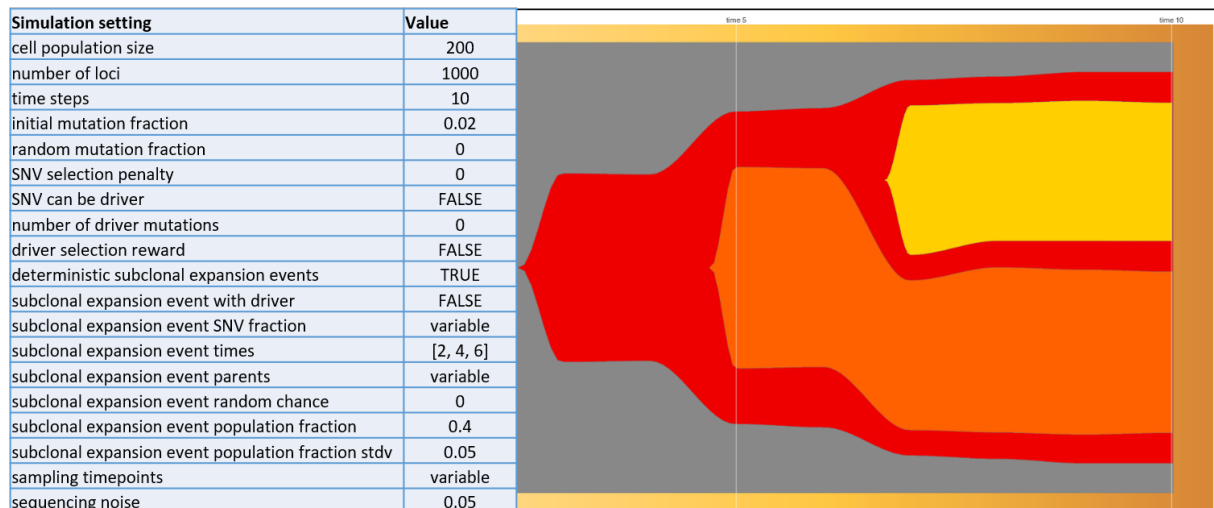 Simulation setting Value
cell population size 200
number of loci 1000
time steps 10
initial mutation fraction 0.02
random mutation fraction 0
SNV selection penalty 0
SNV can be driver FALSE
number of driver mutations 0
driver selection reward FALSE
deterministic subclonal expansion events TRUE
subclonal expansion event with driver FALSE
subclonal expansion event SNV fraction variable
subclonal expansion event times [2, 4, 6]
subclonal expansion event parents variable
subclonal expansion event random chance 0
subclonal expansion event population fraction 0.4
subclonal expansion event population fraction stdv 0.05
sampling timepoints variable
sequencing noise 0.05
time 5
time 10